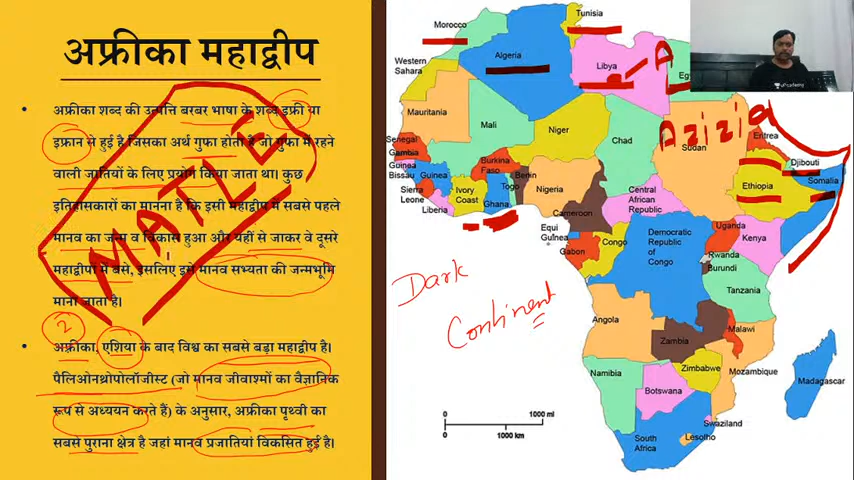 अफ्रीका महाद्वीप
अफ्रीका शब्द की उत्पत्ति बरबर भाषा के शब्द इफ्री या
इफ्रान से हुई है जिसका अर्थ गुफा होता है जो गुफा में रहने
वाली जातियों के लिए प्रयोग किया जाता था। कुछ
इतिहासकारों का मानना है कि इसी महाद्वीप में सबसे पहले
मानव का जन्म व विकास हुआ और यहीं से जाकर वे दूसरे
महाद्वीपों में बसे, इसलिए इसे मानव सभ्यता की जन्मभूमि
माना जाता है।
MATLE
2
अफ्रीका, एशिया के बाद विश्व का सबसे बड़ा महाद्वीप है।
पैलिओनथ्रोपोलॉजीस्ट (जो मानव जीवाश्मों का वैज्ञानिक
रूप से अध्ययन करते हैं) के अनुसार, अफ्रीका पृथ्वी का
सबसे पुराना क्षेत्र है जहां मानव प्रजातियां विकसित हुई है।
Tunisia
Morocco
Algeria
Libya
A
Western
Sahara
Mauritania
Mali
Niger
Chad
Sudan
Azizia
Eritrea
Djibouti
Somalia
Ethiopia
Senegal
Gambia
Guinea
Bissau
Guinea
Sierra
Leone
Liberia
Ivory
Coast
Burkina
Faso
Ghana
Togo
Benin
Nigeria
Cameroon
Central
African
Republic
Equi
Guinea
Gabon
Congo
Democratic
Republic
of
Congo
Uganda
Kenya
Rwanda
Burundi
Tanzania
Dark
Continent
Angola
Zambia
Malawi
Mozambique
Zimbabwe
Madagascar
Namibia
Botswana
Swaziland
South
Africa
Lesotho
0
1000 ml
1000 km